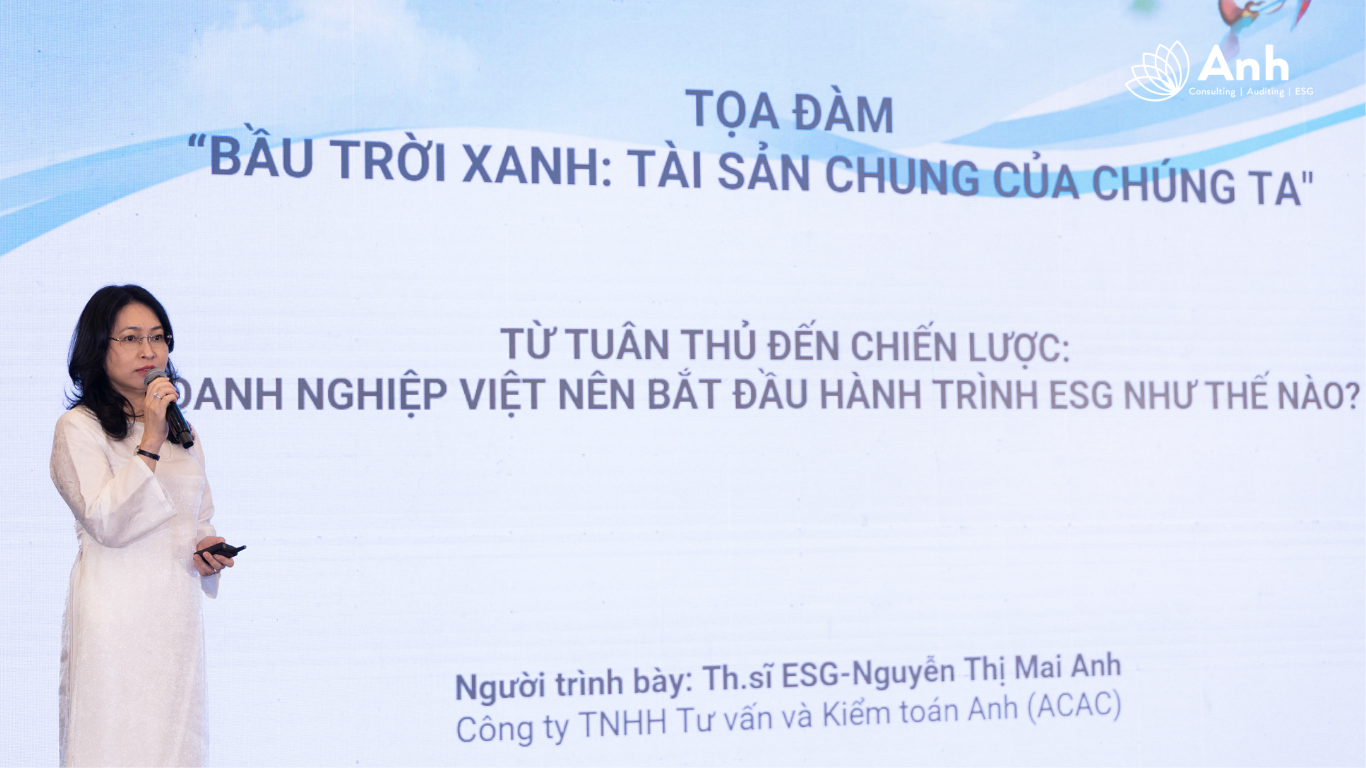 Anh
Consulting | Auditing | ESG
TỌA ĐÀM
“BẦU TRỜI XANH: TÀI SẢN CHUNG CỦA CHÚNG TA"
TỪ TUÂN THỦ ĐẾN CHIẾN LƯỢC:
OANH NGHIỆP VIỆT NÊN BẮT ĐẦU HÀNH TRÌNH ESG NHƯ THẾ NÀO?
Người trình bày: Th.sĩ ESG-Nguyễn Thị Mai Anh
Công ty TNHH Tư vấn và Kiểm toán Anh (ACAC)